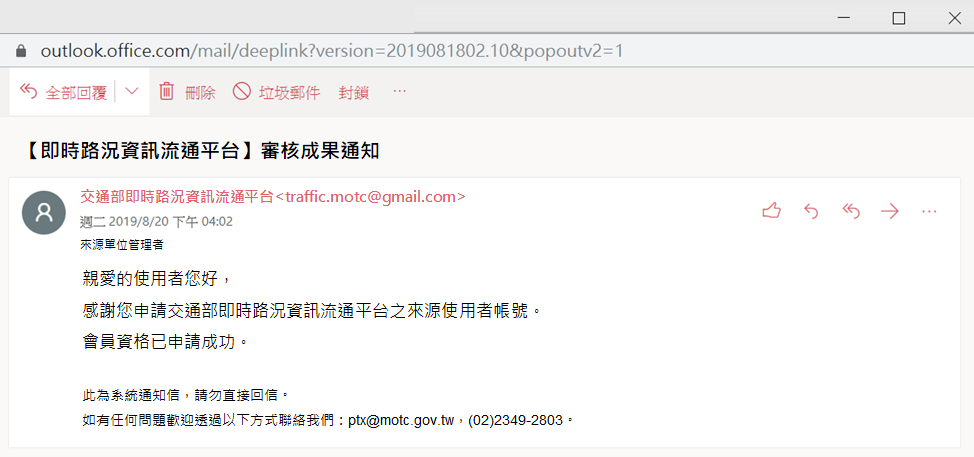 outlook.office.com/mail/deeplink?version=2019081802.10&popoutv2=1
全部回覆 刪除 垃圾郵件 封鎖 ...
【即時路況資訊流通平台】審核成果通知
交通部即時路況資訊流通平台<traffic.motc@gmail.com>
週二 2019/8/20 下午 04:02
來源單位管理者
親愛的使用者您好，
感謝您申請交通部即時路況資訊流通平台之來源使用者帳號。
會員資格已申請成功。
此為系統通知信，請勿直接回信。
如有任何問題歡迎透過以下方式聯絡我們：ptx@motc.gov.tw，(02)2349-2803。